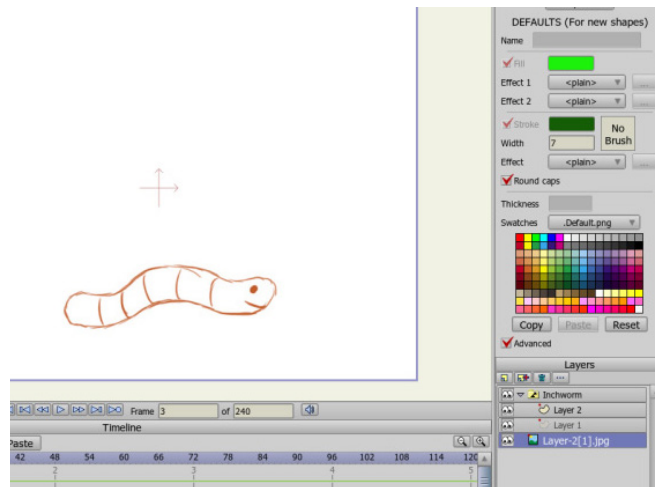 DEFAULTS (For new shapes)
Name
Fill
Effect 1 <plain>
Effect 2 <plain>
Stroke
No Brush
Width 7
Effect <plain>
Round caps
Thickness
Swatches .Default.png
Copy Paste Reset
Advanced
Layers
Inchworm
Layer 2
Layer 1
Layer-2[1].jpg
Frame 3 of 240
Timeline
Paste
42 48 54 60 66 72 78 84 90 96 102 108 114 120
2 3 4 5